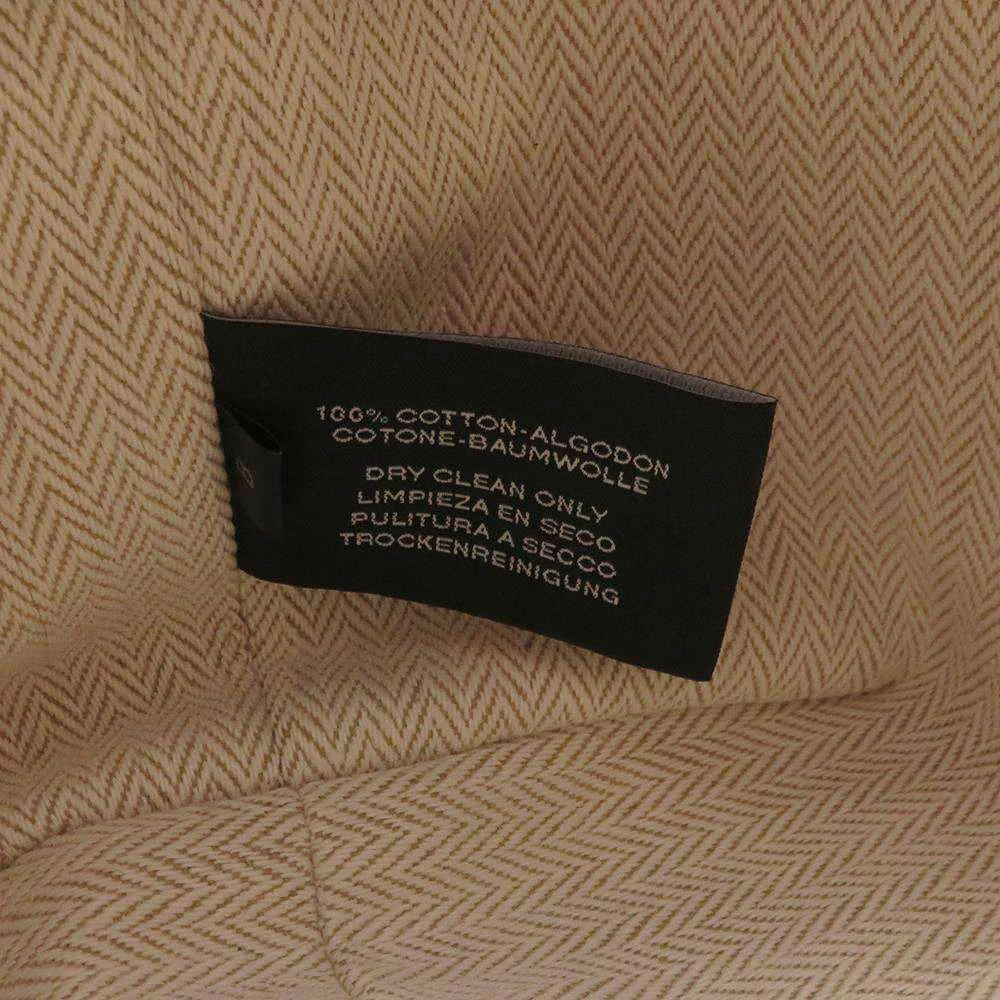 100% COTTON-ALGODON
COTONE-BAUMWOLLE
DRY CLEAN ONLY
LIMPIEZA EN SECO
PULITURA A SECCO
TROCKENREINIGUNG